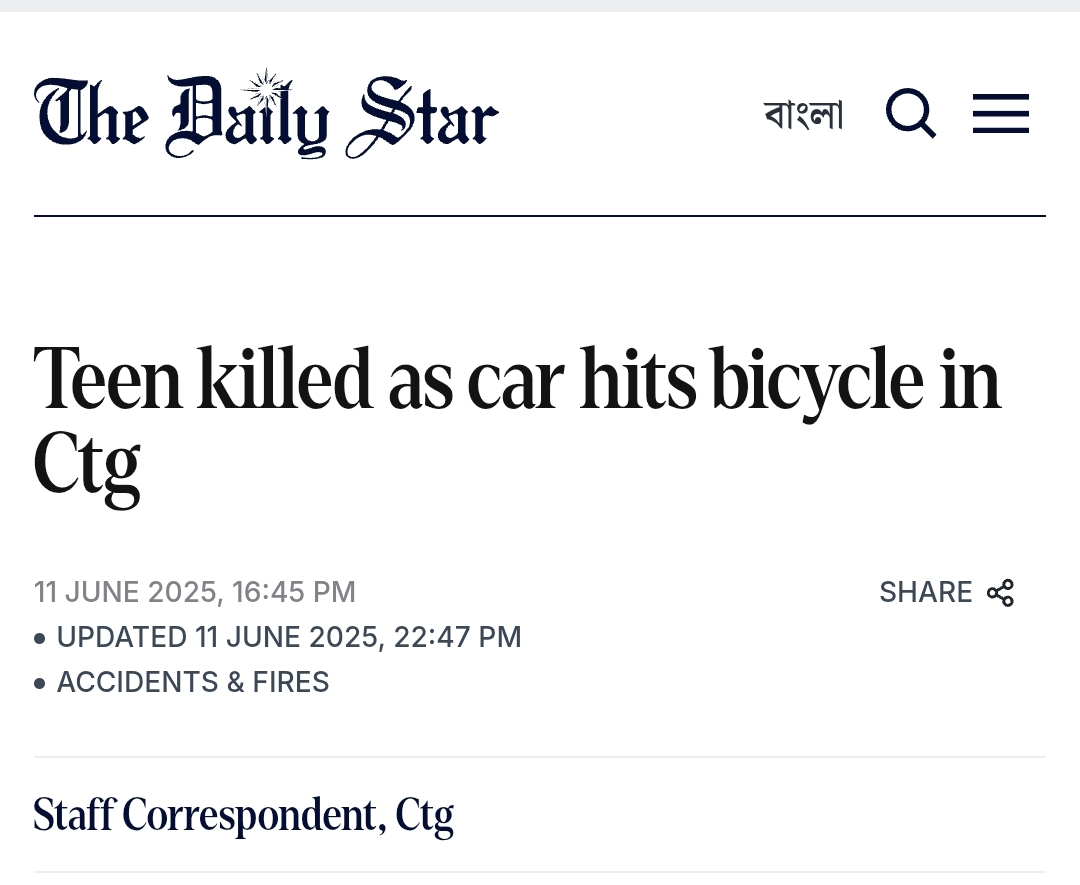 The Daily Star
বাংলা
Teen killed as car hits bicycle in
Ctg
11 JUNE 2025, 16:45 PM
SHARE
• UPDATED 11 JUNE 2025, 22:47 PM
• ACCIDENTS & FIRES
Staff Correspondent, Ctg